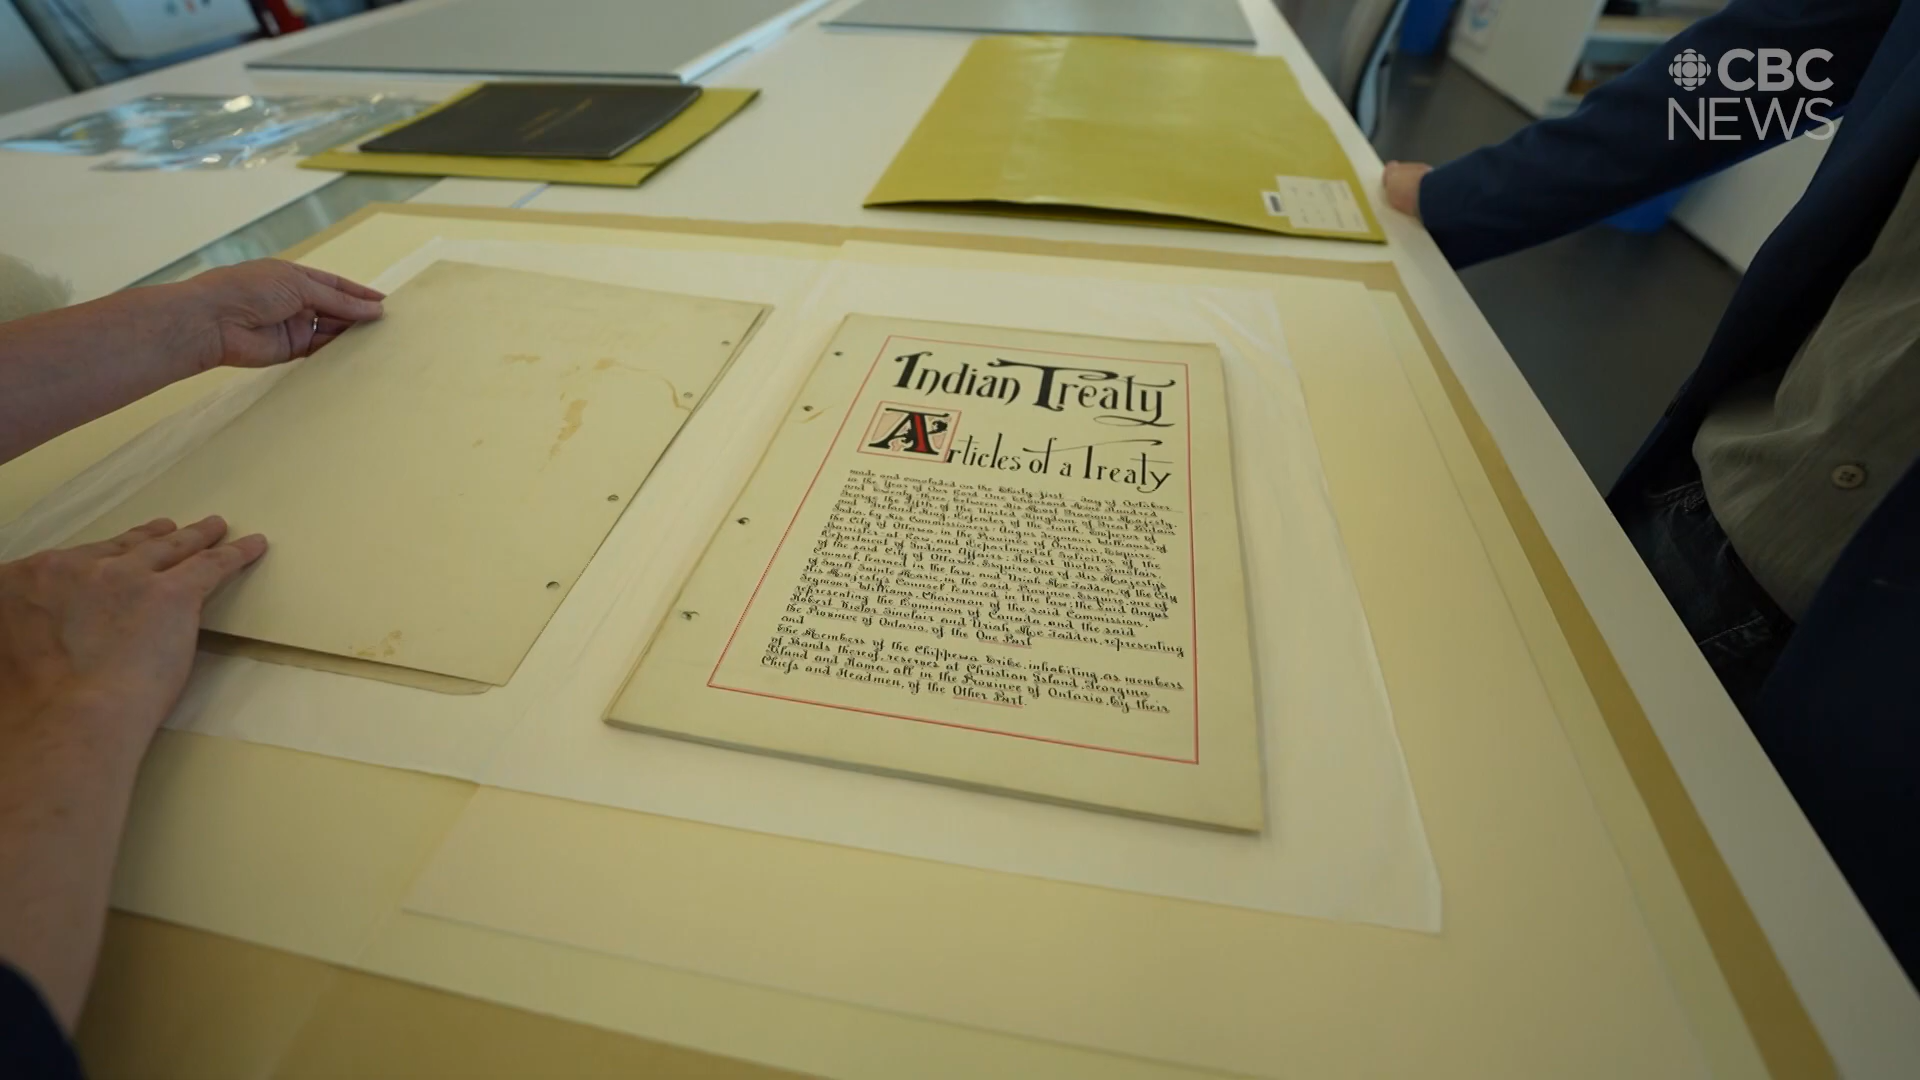 CBC
NEWS
Indian Treaty
Articles of a Treaty
made and concluded on the Thirty-first day of October
in the Year of Our Lord One Thousand Nine Hundred
and Twenty-three, between His Most Gracious Majesty,
George the Fifth, of the United Kingdom of Great Britain
and Ireland, King, Defender of the Faith, Emperor of
India, by His Commissioners: Angus Seymour Williams, of
the City of Ottawa, in the Province of Ontario, Esquire,
Barrister-at-Law, and Departmental Solicitor of the
Department of Indian Affairs; Robert Victor Sinclair,
of the said City of Ottawa, Esquire, One of His Majesty's
Counsel, learned in the law, and Uriah McFadden, of the City
of Sault Sainte Marie, in the said Province, Esquire, one of
His Majesty's Counsel learned in the law; the said Angus
Seymour Williams, Chairman of the said Commission,
representing the Dominion of Canada, and the said
Robert Victor Sinclair and Uriah McFadden, representing
the Province of Ontario, of the One Part
and
The Members of the Chippewa Tribe, inhabiting, as members
of Bands thereof, reserves at Christian Island, Georgina
Island and Rama, all in the Province of Ontario, by their
Chiefs and Headmen, of the Other Part.